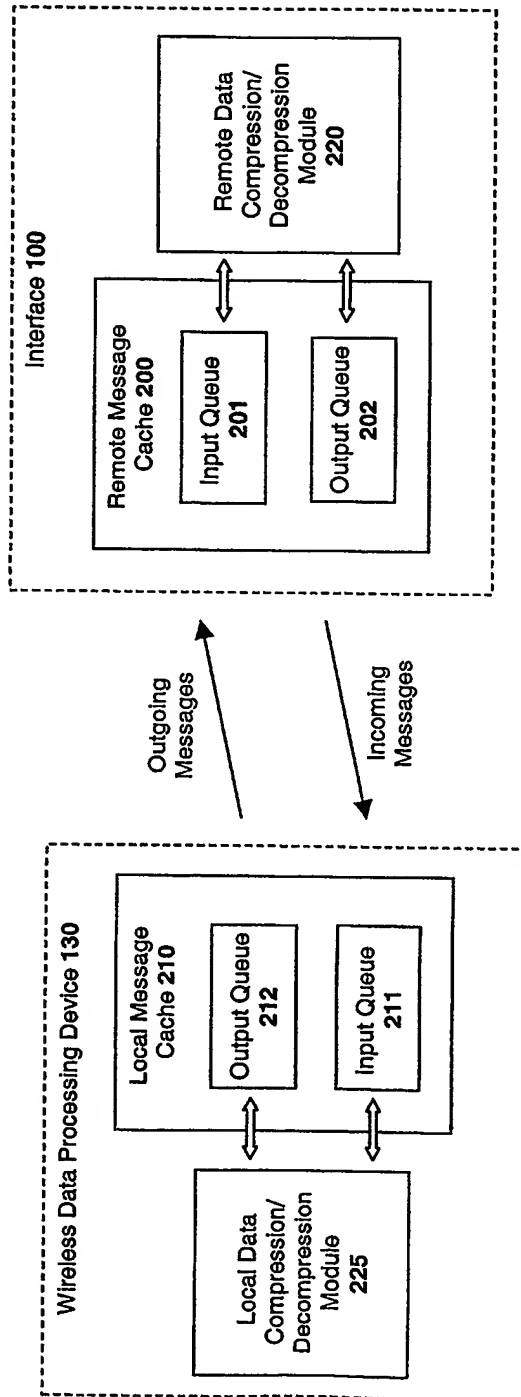 Wireless Data Processing Device 130
Local Data
Compression/
Decompression
Module
225
Local Message
Cache 210
Output Queue
212
Input Queue
211
Outgoing
Messages
Incoming
Messages
Interface 100
Remote Message
Cache 200
Input Queue
201
Output Queue
202
Remote Data
Compression/
Decompression
Module
220